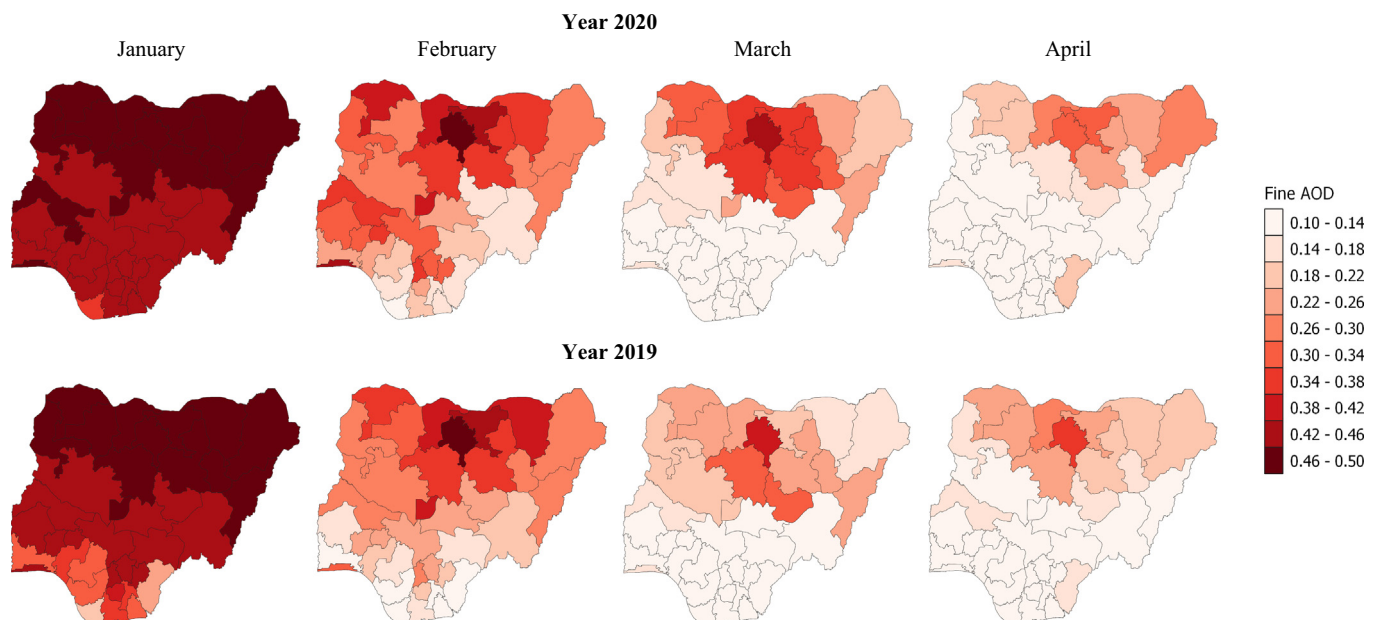 Year 2020
January
February
March
April
Year 2019
Fine AOD
0.10 - 0.14
0.14 - 0.18
0.18 - 0.22
0.22 - 0.26
0.26 - 0.30
0.30 - 0.34
0.34 - 0.38
0.38 - 0.42
0.42 - 0.46
0.46 - 0.50